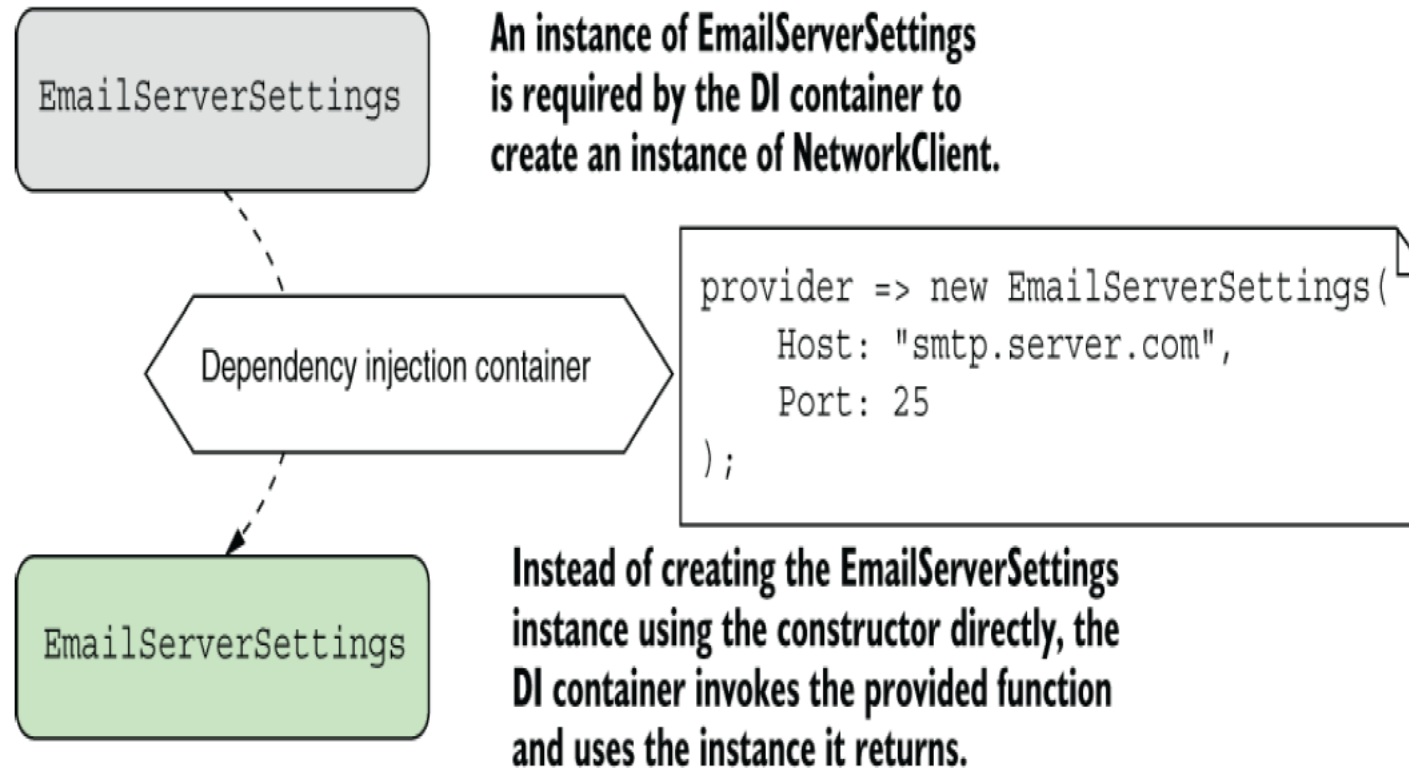 EmailServerSettings
An instance of EmailServerSettings
is required by the DI container to
create an instance of NetworkClient.
Dependency injection container
provider => new EmailServerSettings(
    Host: "smtp.server.com",
    Port: 25
);
EmailServerSettings
Instead of creating the EmailServerSettings
instance using the constructor directly, the
DI container invokes the provided function
and uses the instance it returns.